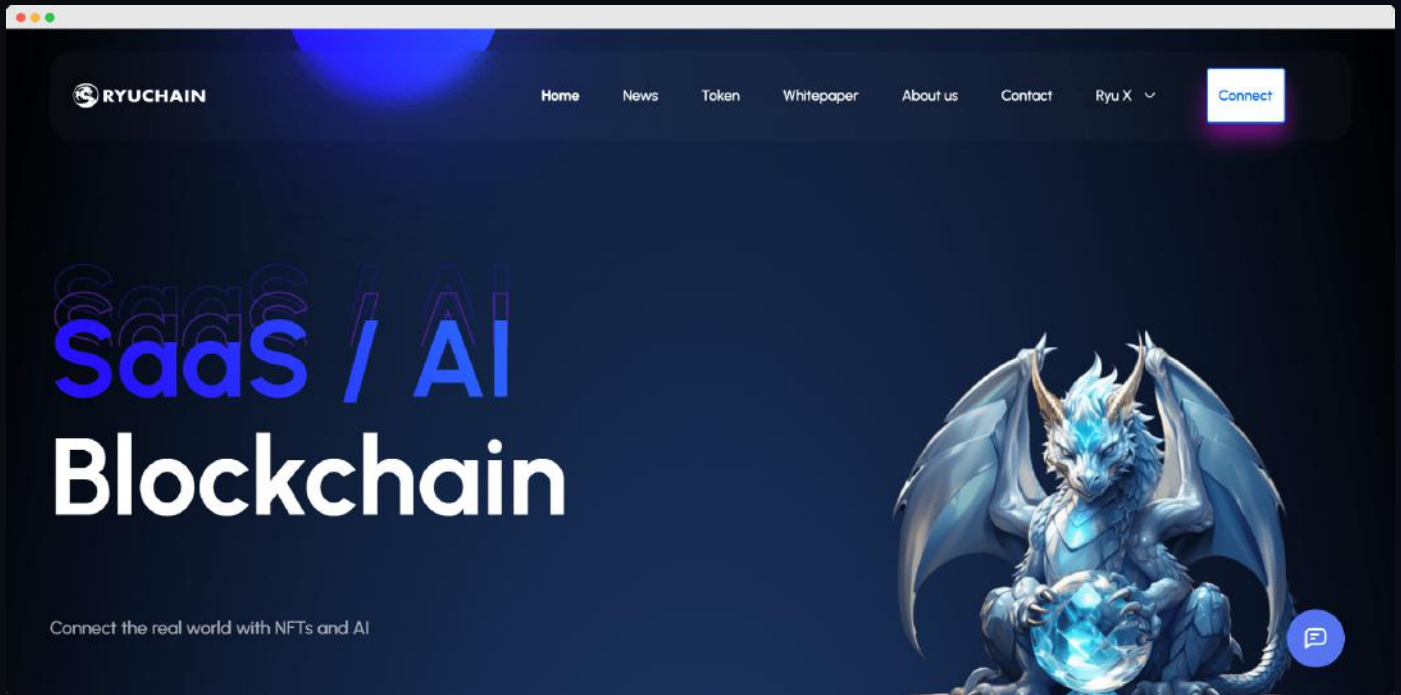 RYUCHAIN
Home News Token Whitepaper About us Contact Ryu X Connect
SaaS / AI
Blockchain
Connect the real world with NFTs and AI